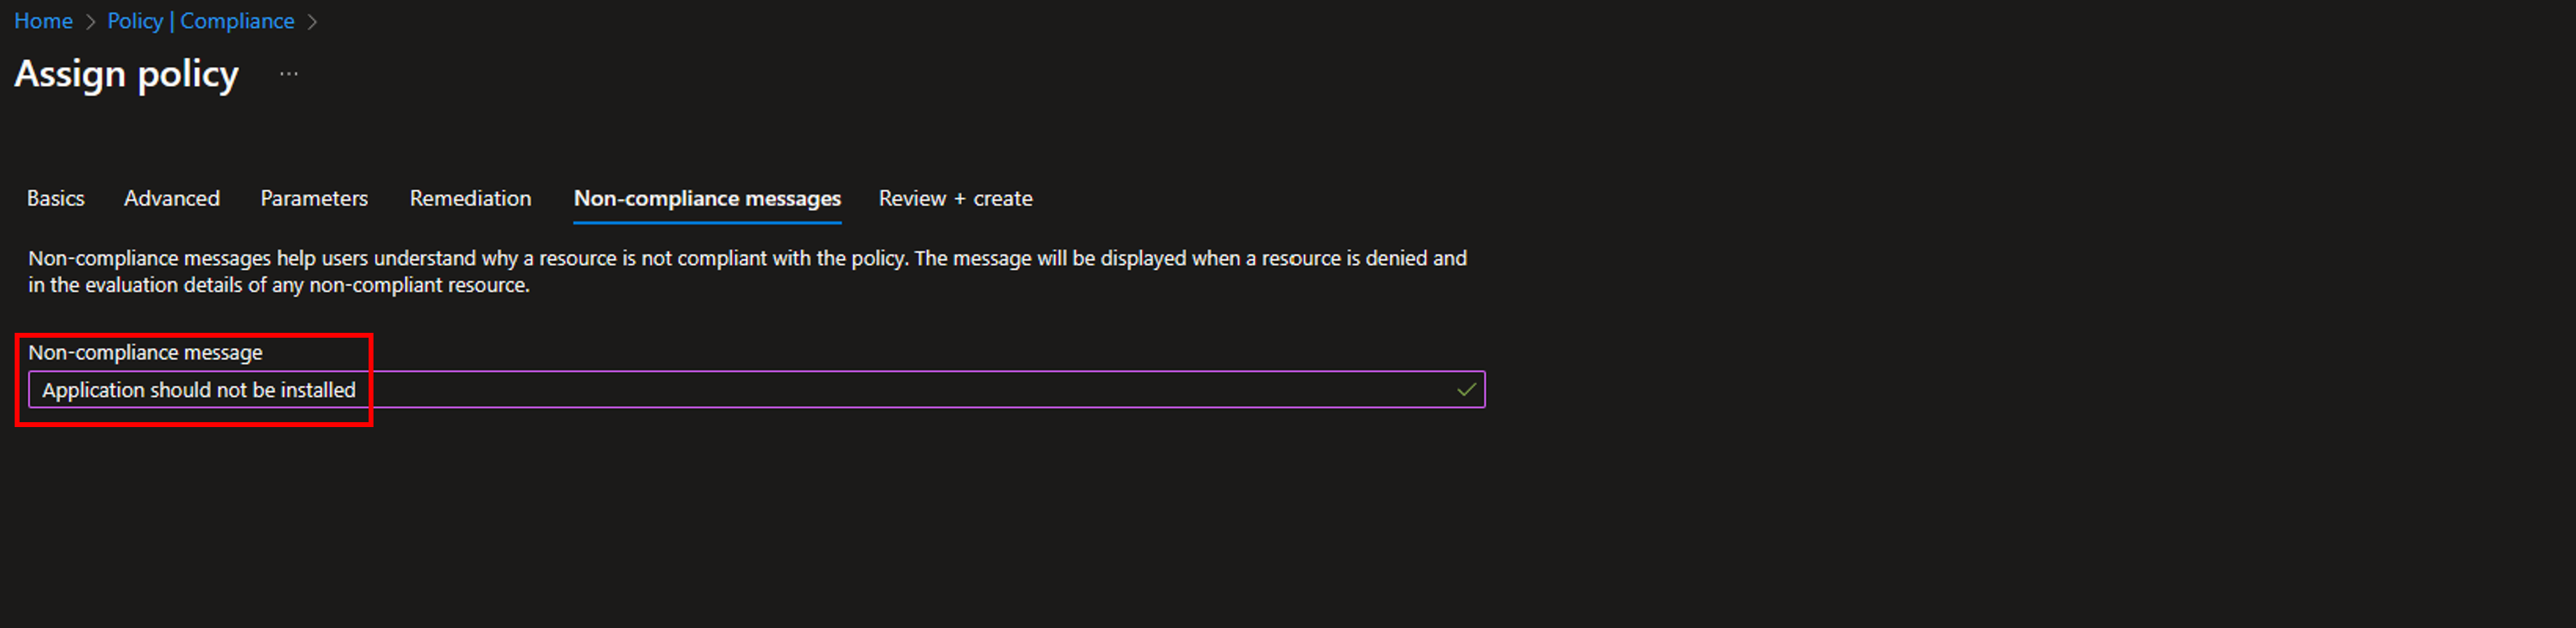 Home > Policy | Compliance >
Assign policy ...
Basics Advanced Parameters Remediation Non-compliance messages Review + create
Non-compliance messages help users understand why a resource is not compliant with the policy. The message will be displayed when a resource is denied and
in the evaluation details of any non-compliant resource.
Non-compliance message
Application should not be installed